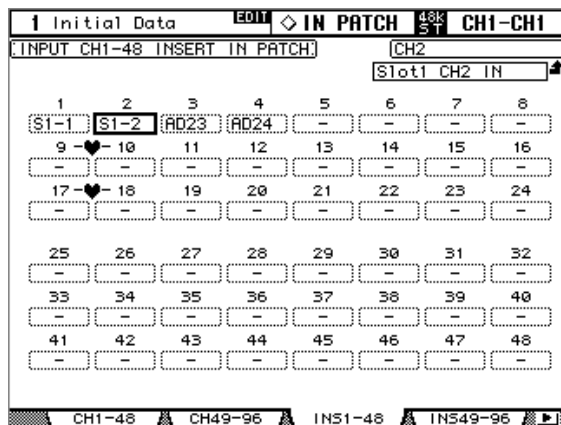 1 Initial Data EDIT ◇ IN PATCH 48k ST CH1-CH1
INPUT CH1-48 INSERT IN PATCH CH2
Slot1 CH2 IN
1 2 3 4 5 6 7 8
S1-1 S1-2 AD23 AD24 - - - -
9 -♥- 10 11 12 13 14 15 16
- - - - - - - -
17 -♥- 18 19 20 21 22 23 24
- - - - - - - -
25 26 27 28 29 30 31 32
- - - - - - - -
33 34 35 36 37 38 39 40
- - - - - - - -
41 42 43 44 45 46 47 48
- - - - - - - -
CH1-48 CH49-96 INS1-48 INS49-96